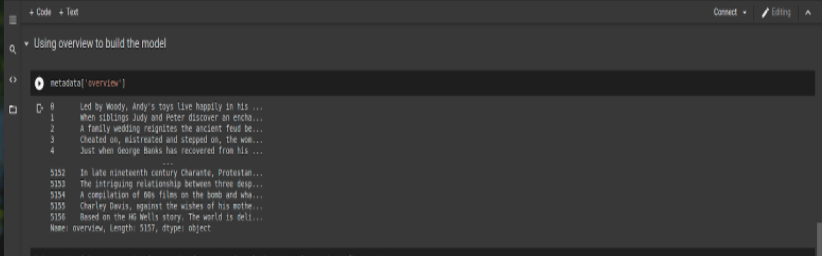 + Code + Text Connect Editing
Using overview to build the model
metadata['overview']
0 Led by Woody, Andy's toys live happily in his ...
1 When siblings Judy and Peter discover an encha...
2 A family wedding reignites the ancient feud be...
3 Cheated on, mistreated and stepped on, the wom...
4 Just when George Banks has recovered from his ...
...
5152 In late nineteenth century Charante, Protestan...
5153 The intriguing relationship between three desp...
5154 A compilation of 60s films on the bomb and wha...
5155 Charley Davis, against the wishes of his mothe...
5156 Based on the HG Wells story. The world is deli...
Name: overview, Length: 5157, dtype: object